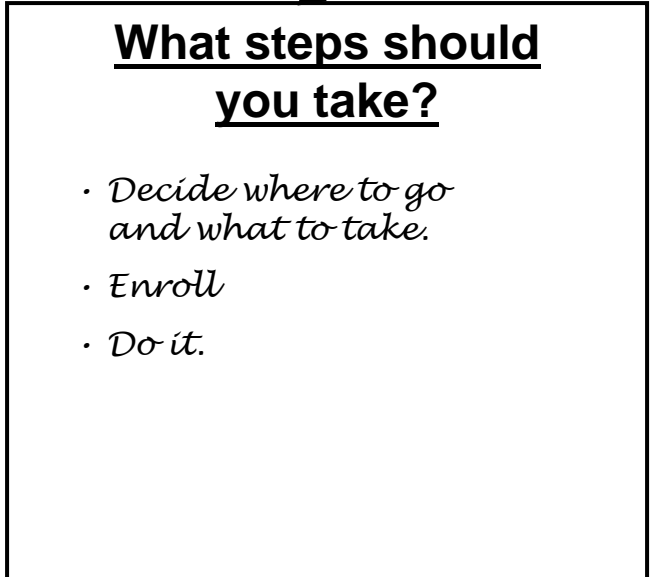 What steps should
you take?
• Decide where to go
and what to take.
• Enroll
• Do it.